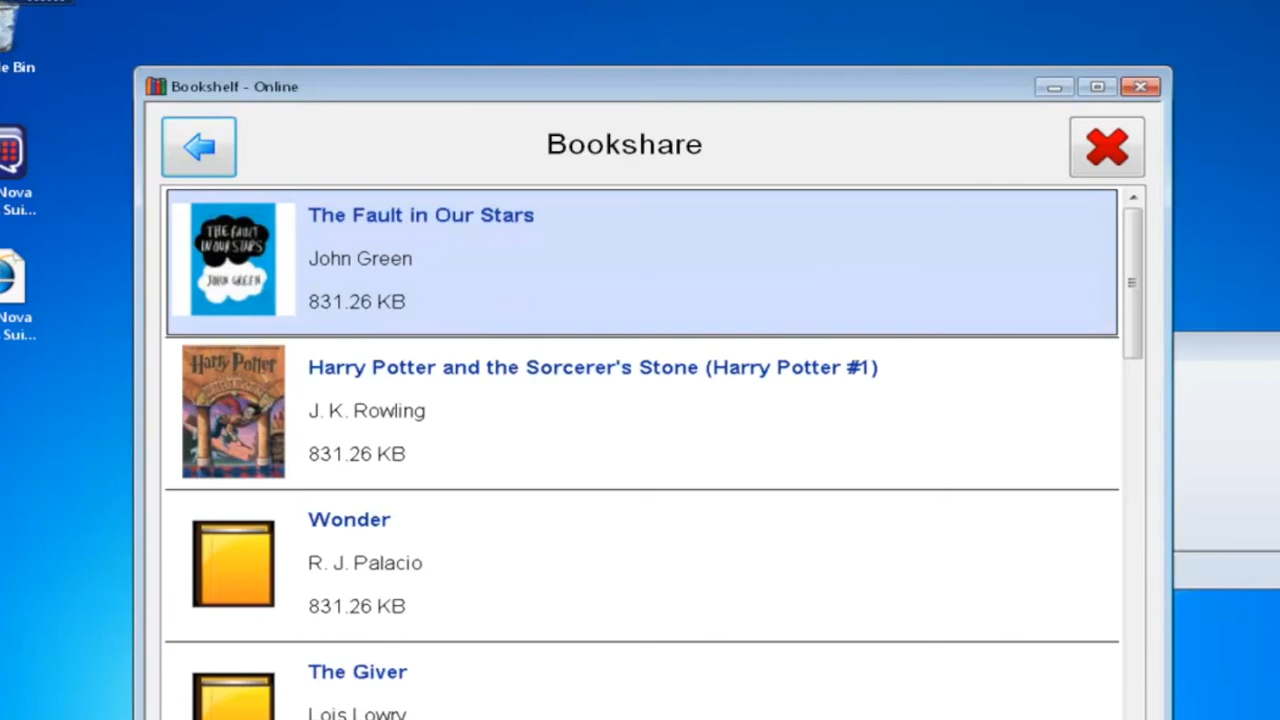 le Bin
Nova
Sui...
Nova
Sui...
Bookshelf - Online
Bookshare
THE FAULT
IN OUR STARS
JOHN GREEN
The Fault in Our Stars
John Green
831.26 KB
Harry Potter
Harry Potter and the Sorcerer's Stone (Harry Potter #1)
J. K. Rowling
831.26 KB
Wonder
R. J. Palacio
831.26 KB
The Giver
Lois Lowry